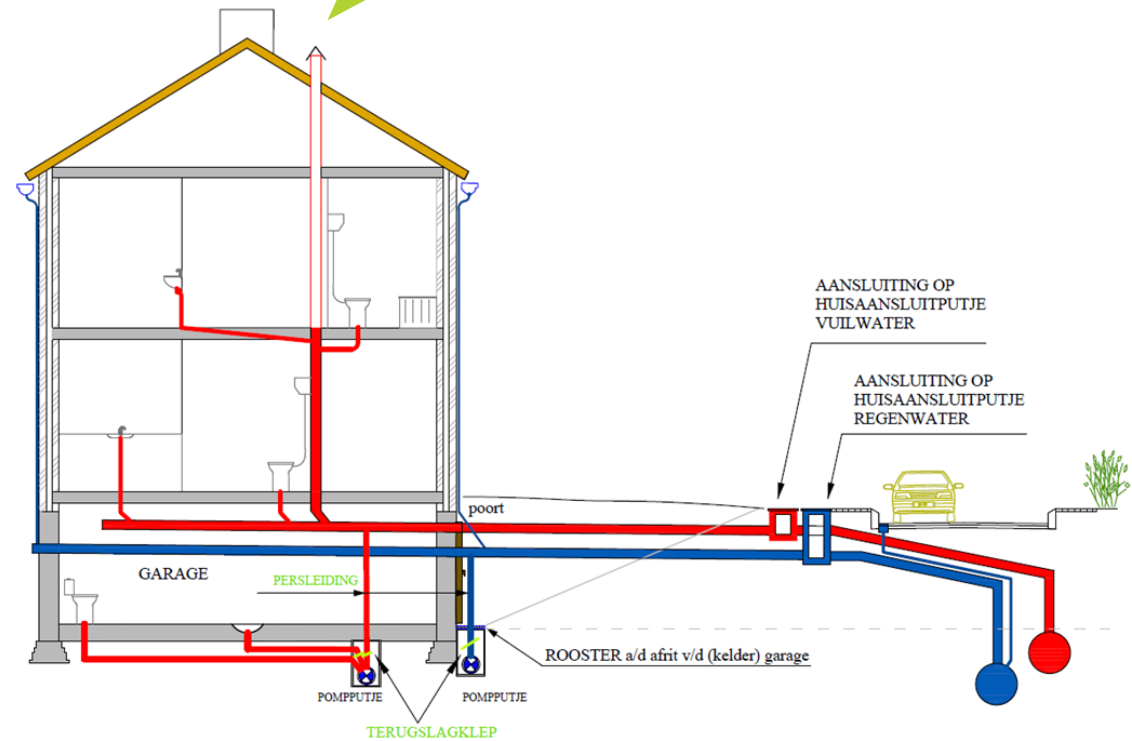 AANSLUITING OP
HUISAANSLUITPUTJE
VUILWATER
AANSLUITING OP
HUISAANSLUITPUTJE
REGENWATER
poort
GARAGE
PERSLEIDING
ROOSTER a/d afrit v/d (kelder) garage
POMPPUTJE
POMPPUTJE
TERUGSLAGKLEP